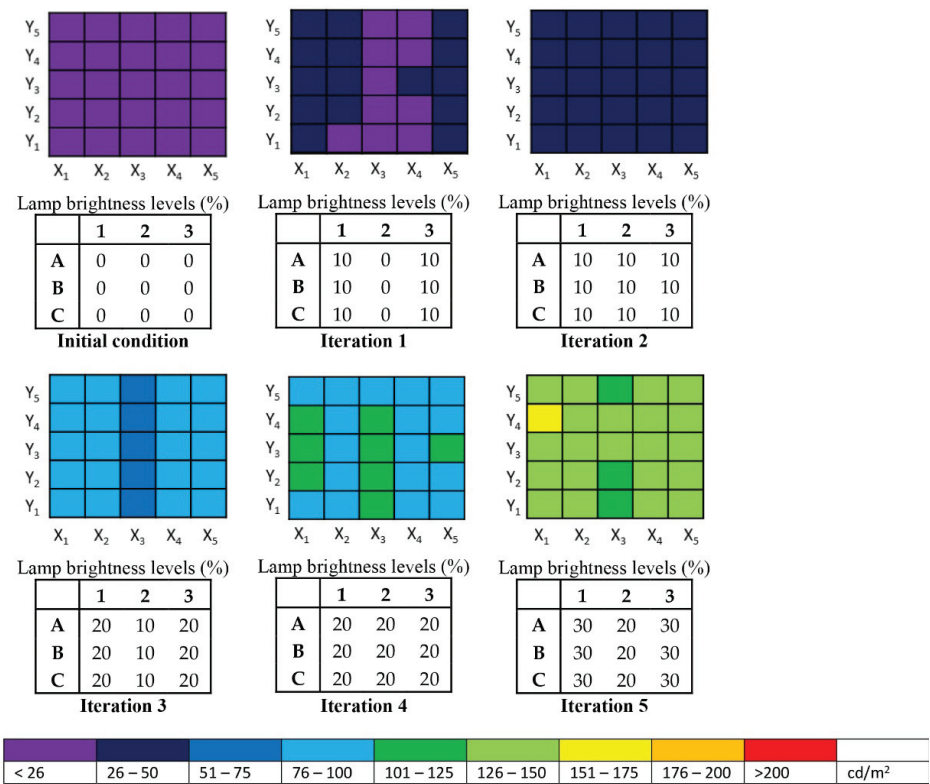 Y5
Y4
Y3
Y2
Y1
X1 X2 X3 X4 X5
Lamp brightness levels (%)
1 2 3
A 0 0 0
B 0 0 0
C 0 0 0
Initial condition
Y5
Y4
Y3
Y2
Y1
X1 X2 X3 X4 X5
Lamp brightness levels (%)
1 2 3
A 10 0 10
B 10 0 10
C 10 0 10
Iteration 1
Y5
Y4
Y3
Y2
Y1
X1 X2 X3 X4 X5
Lamp brightness levels (%)
1 2 3
A 10 10 10
B 10 10 10
C 10 10 10
Iteration 2
Y5
Y4
Y3
Y2
Y1
X1 X2 X3 X4 X5
Lamp brightness levels (%)
1 2 3
A 20 10 20
B 20 10 20
C 20 10 20
Iteration 3
Y5
Y4
Y3
Y2
Y1
X1 X2 X3 X4 X5
Lamp brightness levels (%)
1 2 3
A 20 20 20
B 20 20 20
C 20 20 20
Iteration 4
Y5
Y4
Y3
Y2
Y1
X1 X2 X3 X4 X5
Lamp brightness levels (%)
1 2 3
A 30 20 30
B 30 20 30
C 30 20 30
Iteration 5
< 26 26 – 50 51 – 75 76 – 100 101 – 125 126 – 150 151 – 175 176 – 200 >200 cd/m²